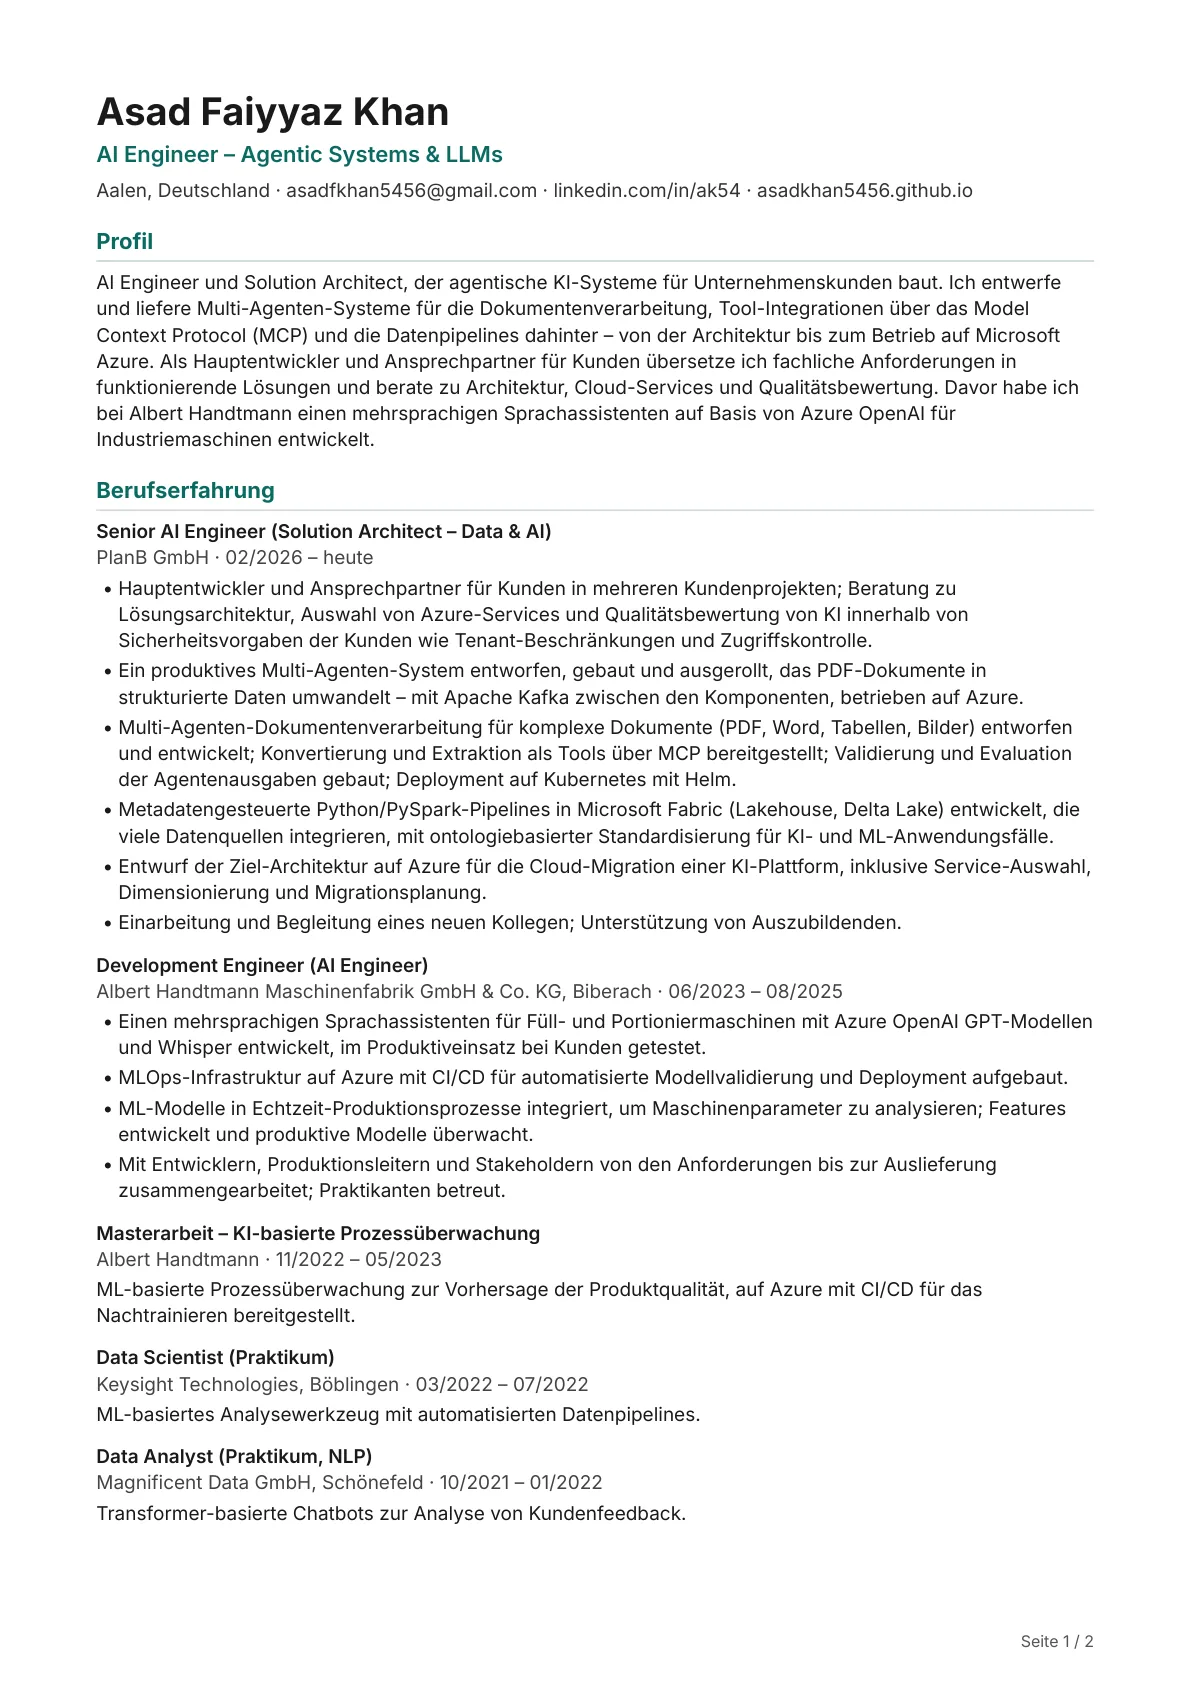 Asad Faiyyaz Khan
AI Engineer – Agentic Systems & LLMs
Aalen, Deutschland · asadfkhan5456@gmail.com · linkedin.com/in/ak54 · asadkhan5456.github.io
Profil
AI Engineer und Solution Architect, der agentische KI-Systeme für Unternehmenskunden baut. Ich entwerfe
und liefere Multi-Agenten-Systeme für die Dokumentenverarbeitung, Tool-Integrationen über das Model
Context Protocol (MCP) und die Datenpipelines dahinter – von der Architektur bis zum Betrieb auf Microsoft
Azure. Als Hauptentwickler und Ansprechpartner für Kunden übersetze ich fachliche Anforderungen in
funktionierende Lösungen und berate zu Architektur, Cloud-Services und Qualitätsbewertung. Davor habe ich
bei Albert Handtmann einen mehrsprachigen Sprachassistenten auf Basis von Azure OpenAI für
Industriemaschinen entwickelt.
Berufserfahrung
Senior AI Engineer (Solution Architect – Data & AI)
PlanB GmbH · 02/2026 – heute
• Hauptentwickler und Ansprechpartner für Kunden in mehreren Kundenprojekten; Beratung zu
Lösungsarchitektur, Auswahl von Azure-Services und Qualitätsbewertung von KI innerhalb von
Sicherheitsvorgaben der Kunden wie Tenant-Beschränkungen und Zugriffskontrolle.
• Ein produktives Multi-Agenten-System entworfen, gebaut und ausgerollt, das PDF-Dokumente in
strukturierte Daten umwandelt – mit Apache Kafka zwischen den Komponenten, betrieben auf Azure.
• Multi-Agenten-Dokumentenverarbeitung für komplexe Dokumente (PDF, Word, Tabellen, Bilder) entworfen
und entwickelt; Konvertierung und Extraktion als Tools über MCP bereitgestellt; Validierung und Evaluation
der Agentenausgaben gebaut; Deployment auf Kubernetes mit Helm.
• Metadatengesteuerte Python/PySpark-Pipelines in Microsoft Fabric (Lakehouse, Delta Lake) entwickelt, die
viele Datenquellen integrieren, mit ontologiebasierter Standardisierung für KI- und ML-Anwendungsfälle.
• Entwurf der Ziel-Architektur auf Azure für die Cloud-Migration einer KI-Plattform, inklusive Service-Auswahl,
Dimensionierung und Migrationsplanung.
• Einarbeitung und Begleitung eines neuen Kollegen; Unterstützung von Auszubildenden.
Development Engineer (AI Engineer)
Albert Handtmann Maschinenfabrik GmbH & Co. KG, Biberach · 06/2023 – 08/2025
• Einen mehrsprachigen Sprachassistenten für Füll- und Portioniermaschinen mit Azure OpenAI GPT-Modellen
und Whisper entwickelt, im Produktiveinsatz bei Kunden getestet.
• MLOps-Infrastruktur auf Azure mit CI/CD für automatisierte Modellvalidierung und Deployment aufgebaut.
• ML-Modelle in Echtzeit-Produktionsprozesse integriert, um Maschinenparameter zu analysieren; Features
entwickelt und produktive Modelle überwacht.
• Mit Entwicklern, Produktionsleitern und Stakeholdern von den Anforderungen bis zur Auslieferung
zusammengearbeitet; Praktikanten betreut.
Masterarbeit – KI-basierte Prozessüberwachung
Albert Handtmann · 11/2022 – 05/2023
ML-basierte Prozessüberwachung zur Vorhersage der Produktqualität, auf Azure mit CI/CD für das
Nachtrainieren bereitgestellt.
Data Scientist (Praktikum)
Keysight Technologies, Böblingen · 03/2022 – 07/2022
ML-basiertes Analysewerkzeug mit automatisierten Datenpipelines.
Data Analyst (Praktikum, NLP)
Magnificent Data GmbH, Schönefeld · 10/2021 – 01/2022
Transformer-basierte Chatbots zur Analyse von Kundenfeedback.
Seite 1 / 2